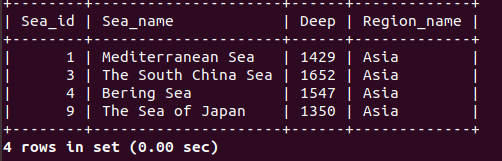 +--------+---------------------+------+-------------+
| Sea_id | Sea_name            | Deep | Region_name |
+--------+---------------------+------+-------------+
|      1 | Mediterranean Sea   | 1429 | Asia        |
|      3 | The South China Sea | 1652 | Asia        |
|      4 | Bering Sea          | 1547 | Asia        |
|      9 | The Sea of Japan    | 1350 | Asia        |
+--------+---------------------+------+-------------+
4 rows in set (0.00 sec)